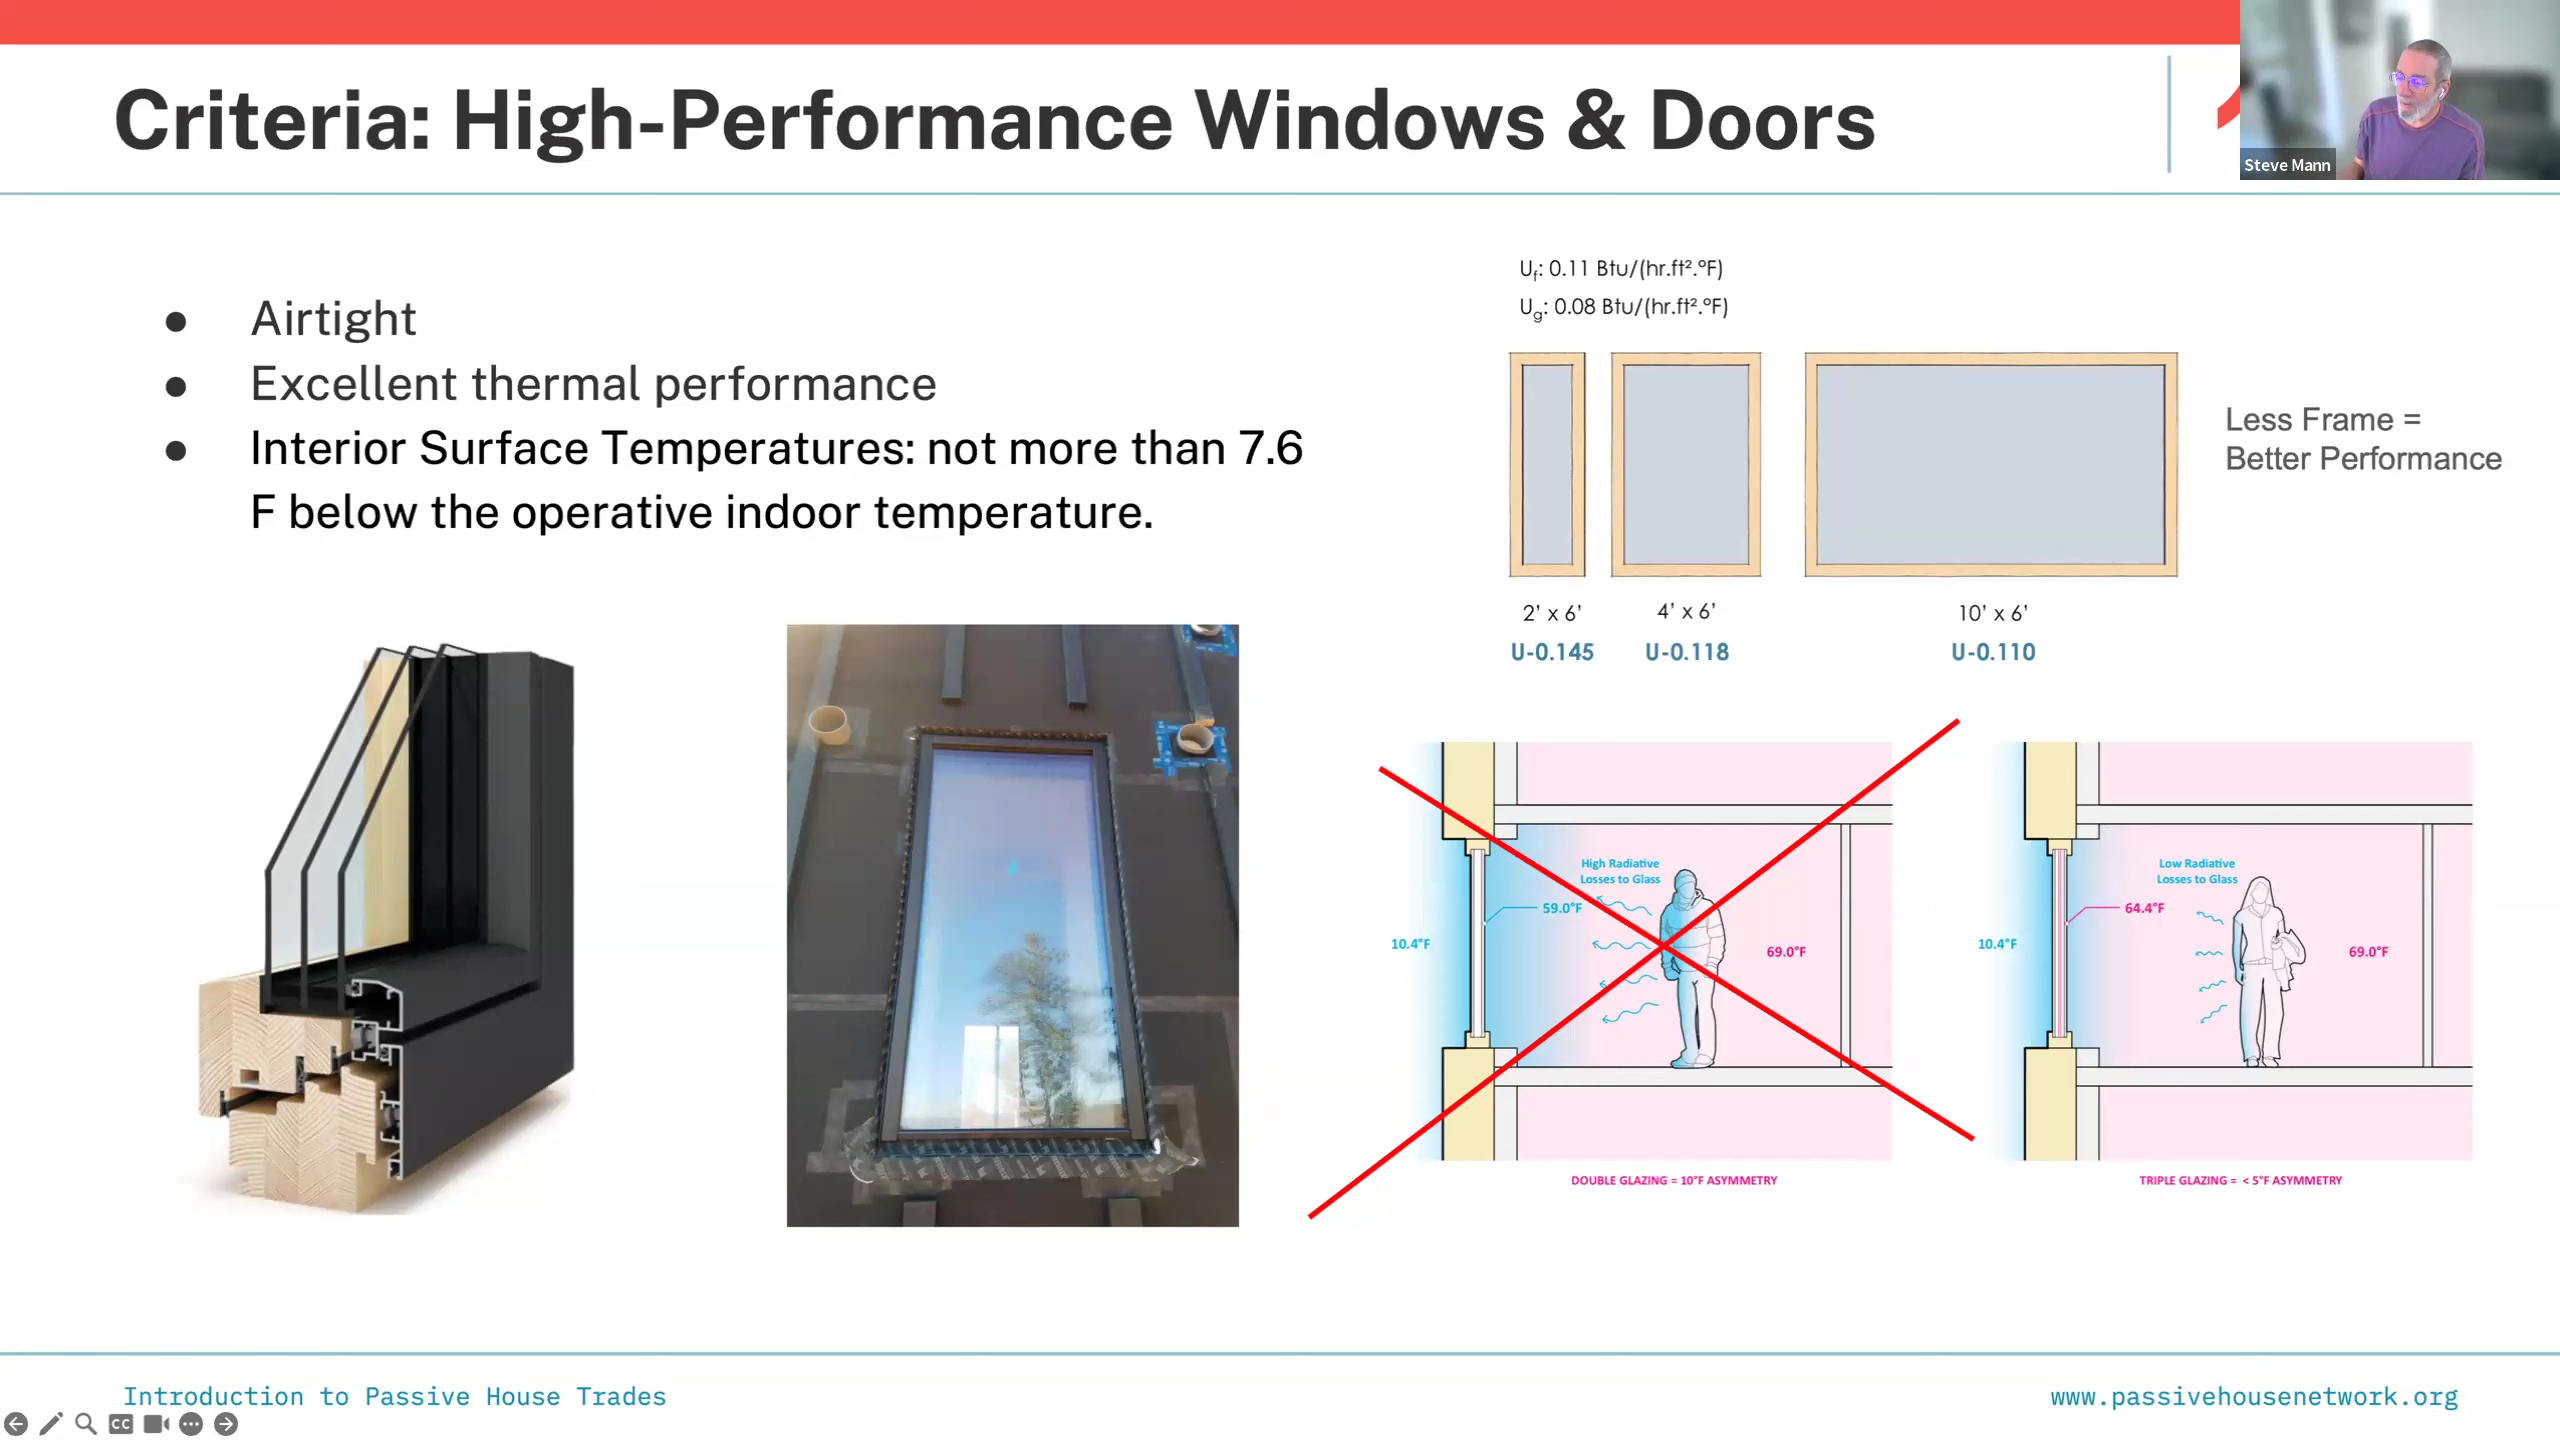 Criteria: High-Performance Windows & Doors
Steve Mann
● Airtight
● Excellent thermal performance
● Interior Surface Temperatures: not more than 7.6
F below the operative indoor temperature.
Uf: 0.11 Btu/(hr.ft².°F)
Ug: 0.08 Btu/(hr.ft².°F)
Less Frame =
Better Performance
2' x 6'
4' x 6'
10' x 6'
U-0.145
U-0.118
U-0.110
High Radiative
Losses to Glass
59.0°F
10.4°F
69.0°F
DOUBLE GLAZING = 10°F ASYMMETRY
Low Radiative
Losses to Glass
64.4°F
10.4°F
69.0°F
TRIPLE GLAZING = < 5°F ASYMMETRY
Introduction to Passive House Trades
www.passivehousenetwork.org
CC